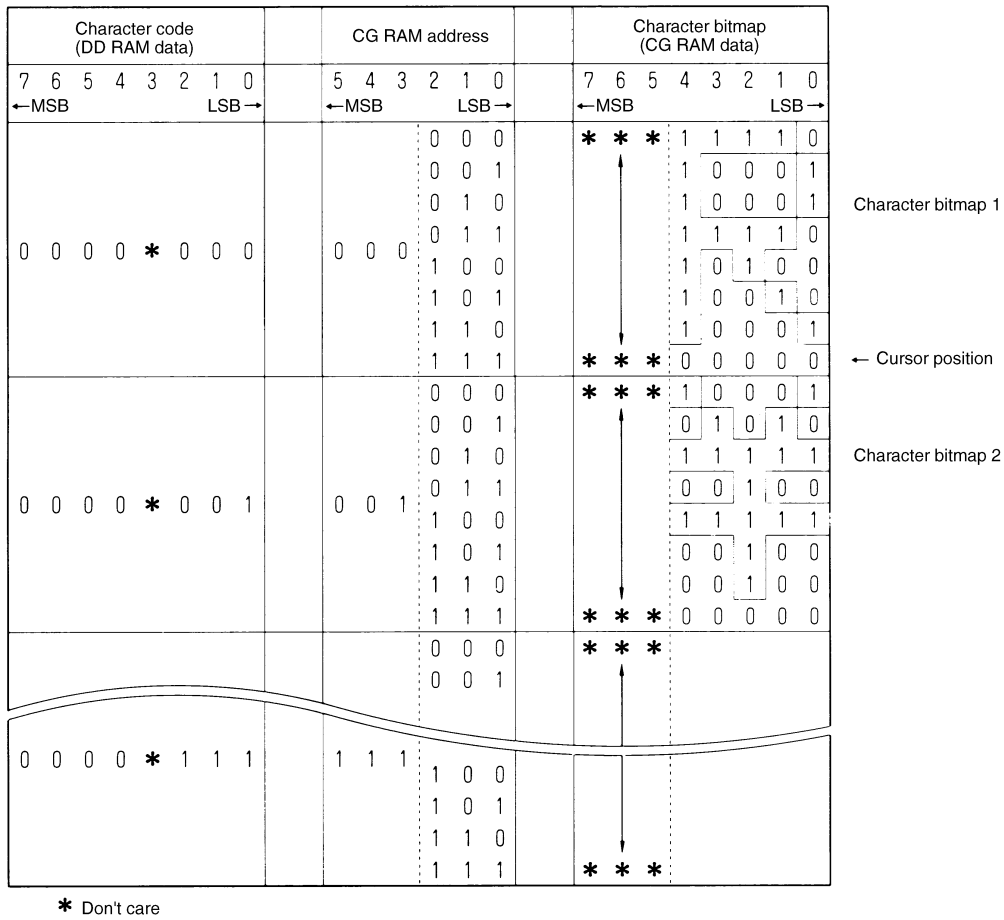 Character code CG RAM address Character bitmap
(DD RAM data) (CG RAM data)
7 6 5 4 3 2 1 0 5 4 3 2 1 0 7 6 5 4 3 2 1 0
←MSB LSB→ ←MSB LSB→ ←MSB LSB→
0 0 0 * * * 1 1 1 1 0
0 0 1 1 0 0 0 1
0 1 0 1 0 0 0 1 Character bitmap 1
0 1 1 1 1 1 1 0
0 0 0 0 * 0 0 0 0 0 0
1 0 0 1 0 1 0 0
1 0 1 1 0 0 1 0
1 1 0 1 0 0 0 1
1 1 1 * * * 0 0 0 0 0 ← Cursor position
0 0 0 * * * 1 0 0 0 1
0 0 1 0 1 0 1 0
0 1 0 1 1 1 1 1 Character bitmap 2
0 1 1 0 0 1 0 0
0 0 0 0 * 0 0 1 0 0 1
1 0 0 1 1 1 1 1
1 0 1 0 0 1 0 0
1 1 0 0 0 1 0 0
1 1 1 * * * 0 0 0 0 0
0 0 0 * * *
0 0 1
0 0 0 0 * 1 1 1 1 1 1
1 0 0
1 0 1
1 1 0
1 1 1 * * *
* Don't care